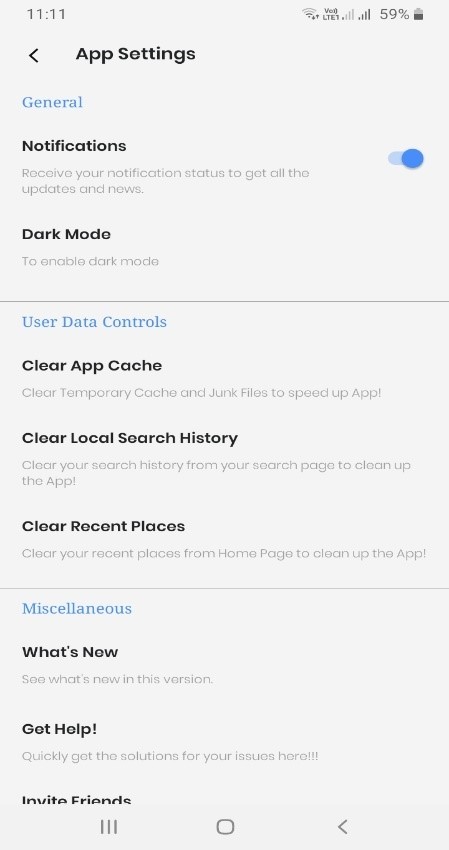 11:11
Vo))
LTE1
59%
App Settings
General
Notifications
Receive your notification status to get all the
updates and news.
Dark Mode
To enable dark mode
User Data Controls
Clear App Cache
Clear Temporary Cache and Junk Files to speed up App!
Clear Local Search History
Clear your search history from your search page to clean up
the App!
Clear Recent Places
Clear your recent places from Home Page to clean up the App!
Miscellaneous
What's New
See what's new in this version.
Get Help!
Quickly get the solutions for your issues here!!!
Invite Friends